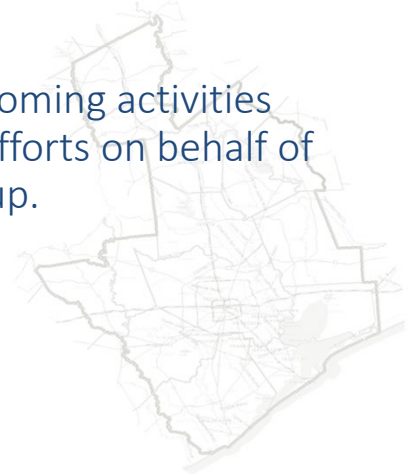 oming activities
fforts on behalf of
up.